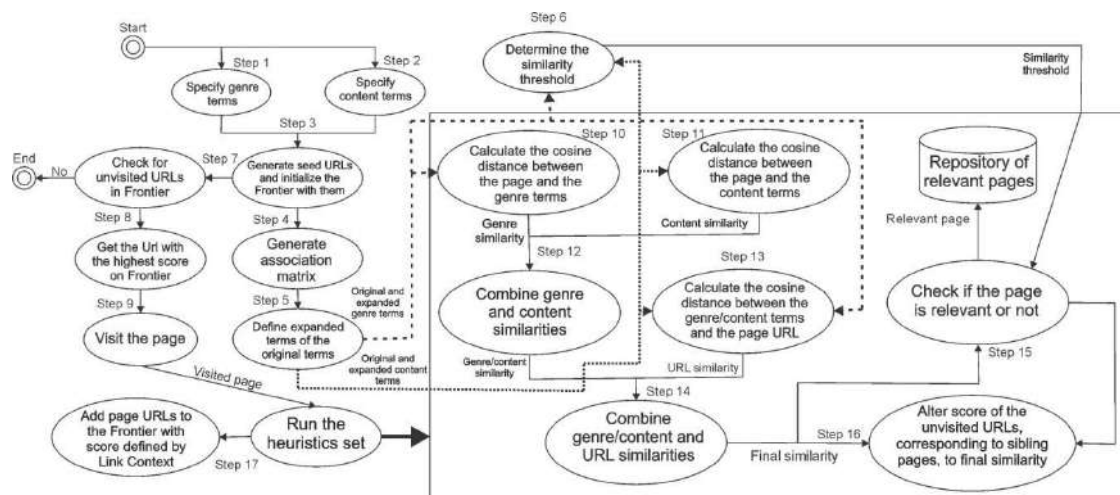 Start
Step 1
Specify genre
terms
Step 2
Specify
content terms
Step 3
Generate seed URLs
and initialize the
Frontier with them
Step 7
Check for
unvisited URLs
in Frontier
No
End
Step 8
Get the Url with
the highest score
on Frontier
Step 9
Visit the page
Visited page
Step 4
Generate
association
matrix
Step 5
Define expanded
terms of the
original terms
Original and
expanded
genre terms
Original and
expanded content
terms
Run the
heuristics set
Add page URLs to
the Frontier with
score defined by
Link Context
Step 17
Step 6
Determine the
similarity
threshold
Similarity
threshold
Step 10
Calculate the cosine
distance between
the page and the
genre terms
Step 11
Calculate the cosine
distance between
the page and the
content terms
Genre
similarity
Content similarity
Step 12
Combine genre
and content
similarities
Step 13
Calculate the cosine
distance between the
genre/content terms
and the page URL
Genre/content
similarity
URL similarity
Step 14
Combine
genre/content and
URL similarities
Final similarity
Repository of
relevant pages
Relevant page
Check if the page
is relevant or not
Step 15
Step 16
Alter score of the
unvisited URLs,
corresponding to sibling
pages, to final similarity